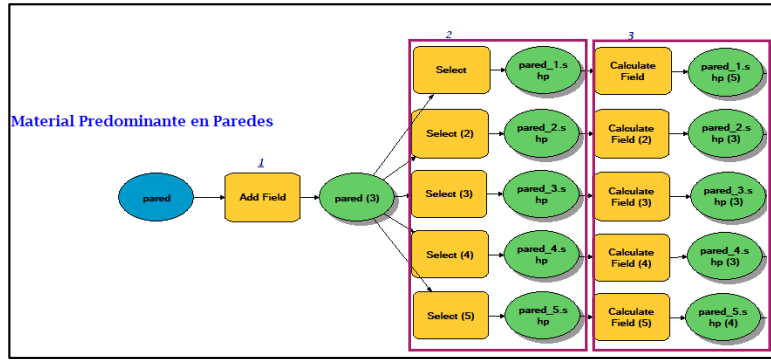 2
3
Select
pared_1.s
hp
Calculate
Field
pared_1.s
hp (5)
Material Predominante en Paredes
Select (2)
pared_2.s
hp
Calculate
Field (2)
pared_2.s
hp (3)
1
pared
Add Field
pared (3)
Select (3)
pared_3.s
hp
Calculate
Field (3)
pared_3.s
hp (3)
Select (4)
pared_4.s
hp
Calculate
Field (4)
pared_4.s
hp (3)
Select (5)
pared_5.s
hp
Calculate
Field (5)
pared_5.s
hp (4)